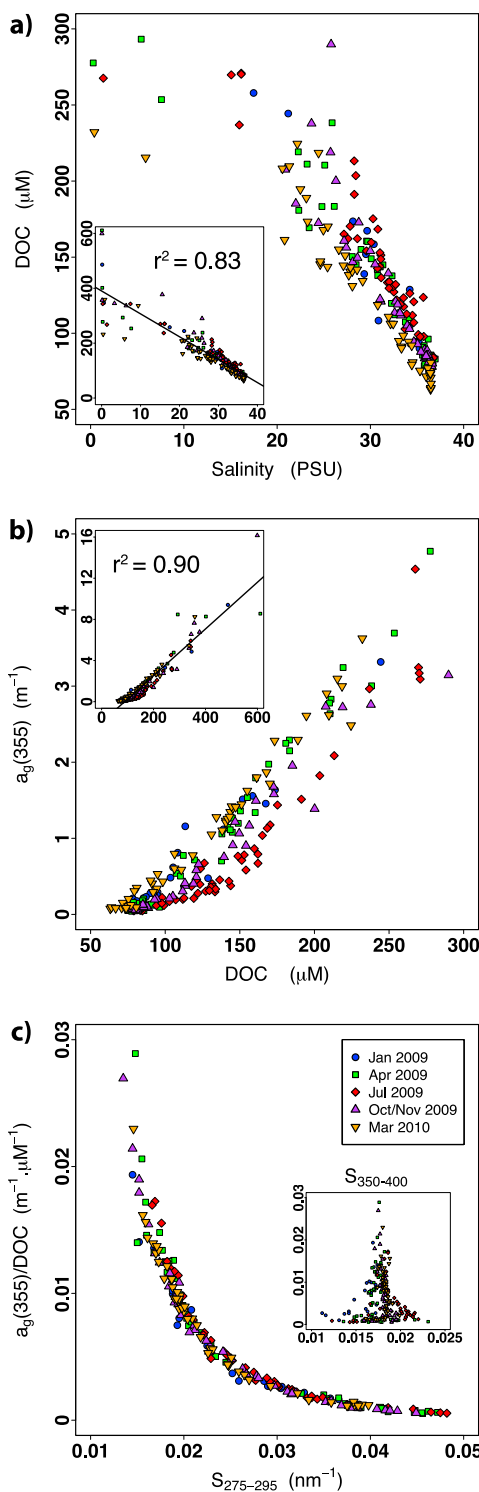 a)
DOC (μM)
50 100 150 200 250 300
0 200 400 600
r² = 0.83
0 10 20 30 40
0 10 20 30 40
Salinity (PSU)
b)
ag(355) (m⁻¹)
0 1 2 3 4 5
0 4 8 12 16
r² = 0.90
0 200 400 600
50 100 150 200 250 300
DOC (μM)
c)
ag(355)/DOC (m⁻¹.μM⁻¹)
0 0.01 0.02 0.03
Jan 2009
Apr 2009
Jul 2009
Oct/Nov 2009
Mar 2010
S350-400
0 0.01 0.02 0.03
0.01 0.015 0.02 0.025
0.01 0.02 0.03 0.04 0.05
S275–295 (nm⁻¹)